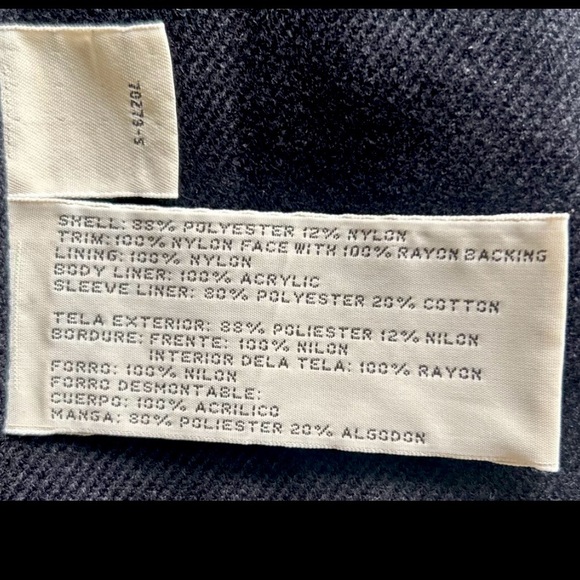 70279-5
SHELL: 88% POLYESTER 12% NYLON
TRIM: 100% NYLON FACE WITH 100% RAYON BACKING
LINING: 100% NYLON
BODY LINER: 100% ACRYLIC
SLEEVE LINER: 80% POLYESTER 20% COTTON
TELA EXTERIOR: 88% POLIESTER 12% NILON
BORDURE: FRENTE: 100% NILON
INTERIOR DELA TELA: 100% RAYON
FORRO: 100% NILON
FORRO DESMONTABLE:
CUERPO: 100% ACRILICO
MANGA: 80% POLIESTER 20% ALGODON